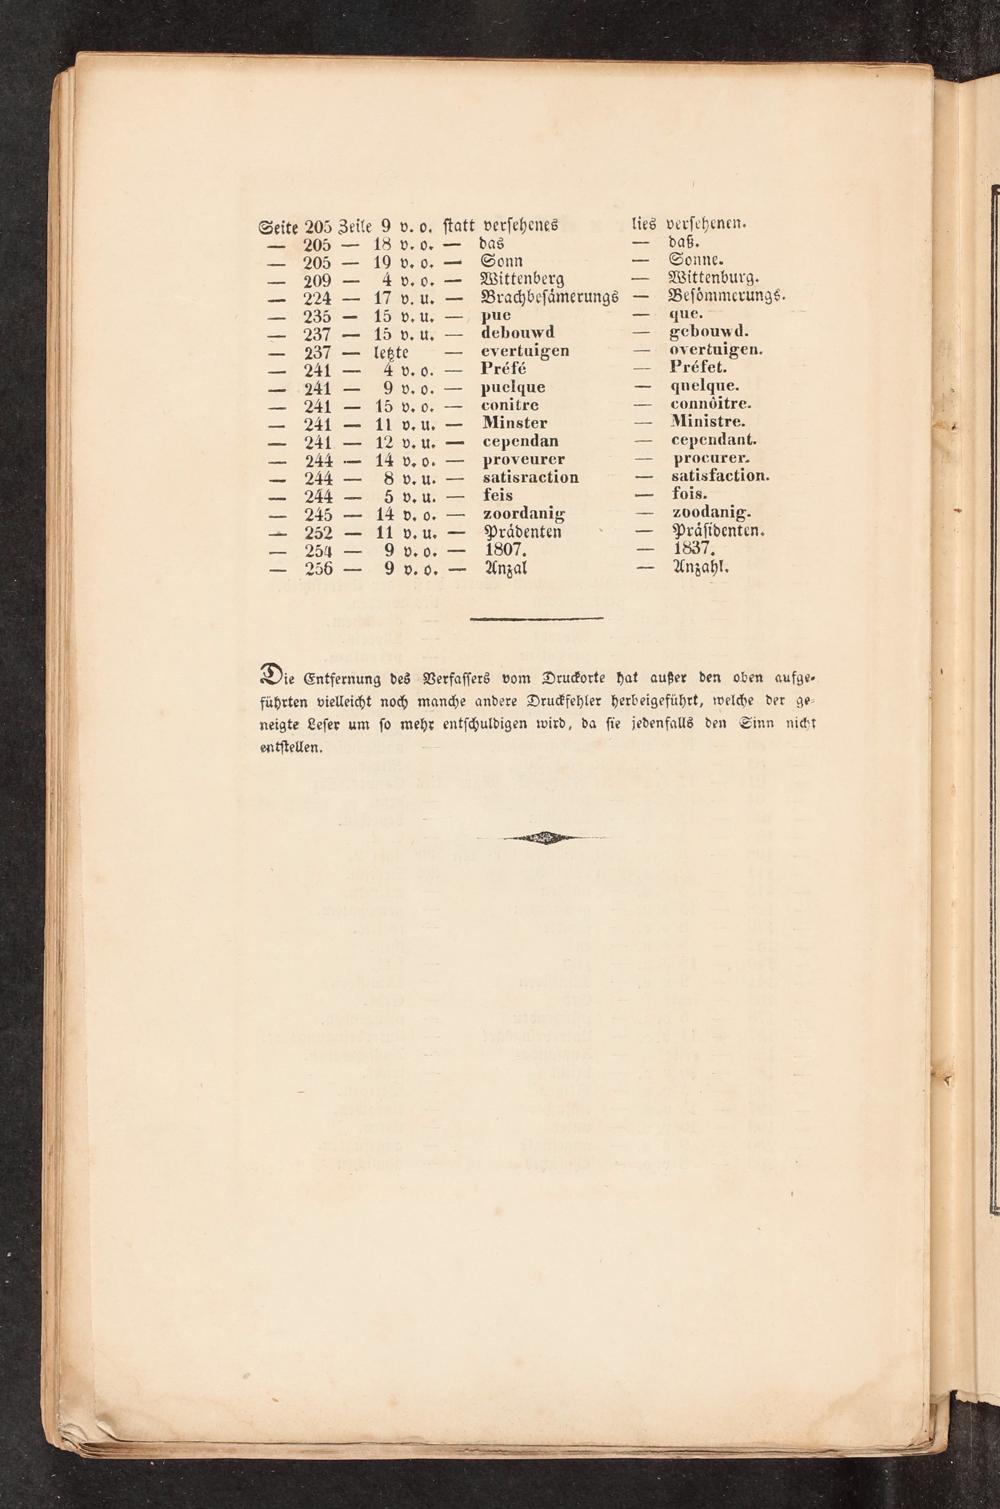 Seite 205 Zeile 9 v. o. statt versehenes lies versehenen.
— 205 — 18 v. o. — das — daß.
— 205 — 19 v. o. — Sonn — Sonne.
— 209 — 4 v. o. — Wittenberg — Wittenburg.
— 224 — 17 v. u. — Brachbesämerungs — Besömmerungs.
— 235 — 15 v. u. — pue — que.
— 237 — 15 v. u. — debouwd — gebouwd.
— 237 — letzte — evertuigen — overtuigen.
— 241 — 4 v. o. — Préfé — Préfet.
— 241 — 9 v. o. — puelque — quelque.
— 241 — 15 v. o. — conitre — connôitre.
— 241 — 11 v. u. — Minster — Ministre.
— 241 — 12 v. u. — cependan — cependant.
— 244 — 14 v. o. — proveurer — procurer.
— 244 — 8 v. u. — satisraction — satisfaction.
— 244 — 5 v. u. — feis — fois.
— 245 — 14 v. o. — zoordanig — zoodanig.
— 252 — 11 v. u. — Prädenten — Präsidenten.
— 254 — 9 v. o. — 1807. — 1837.
— 256 — 9 v. o. — Anzal — Anzahl.
Die Entfernung des Verfassers vom Druckorte hat außer den oben aufge-
führten vielleicht noch manche andere Druckfehler herbeigeführt, welche der ge-
neigte Leser um so mehr entschuldigen wird, da sie jedenfalls den Sinn nicht
entstellen.